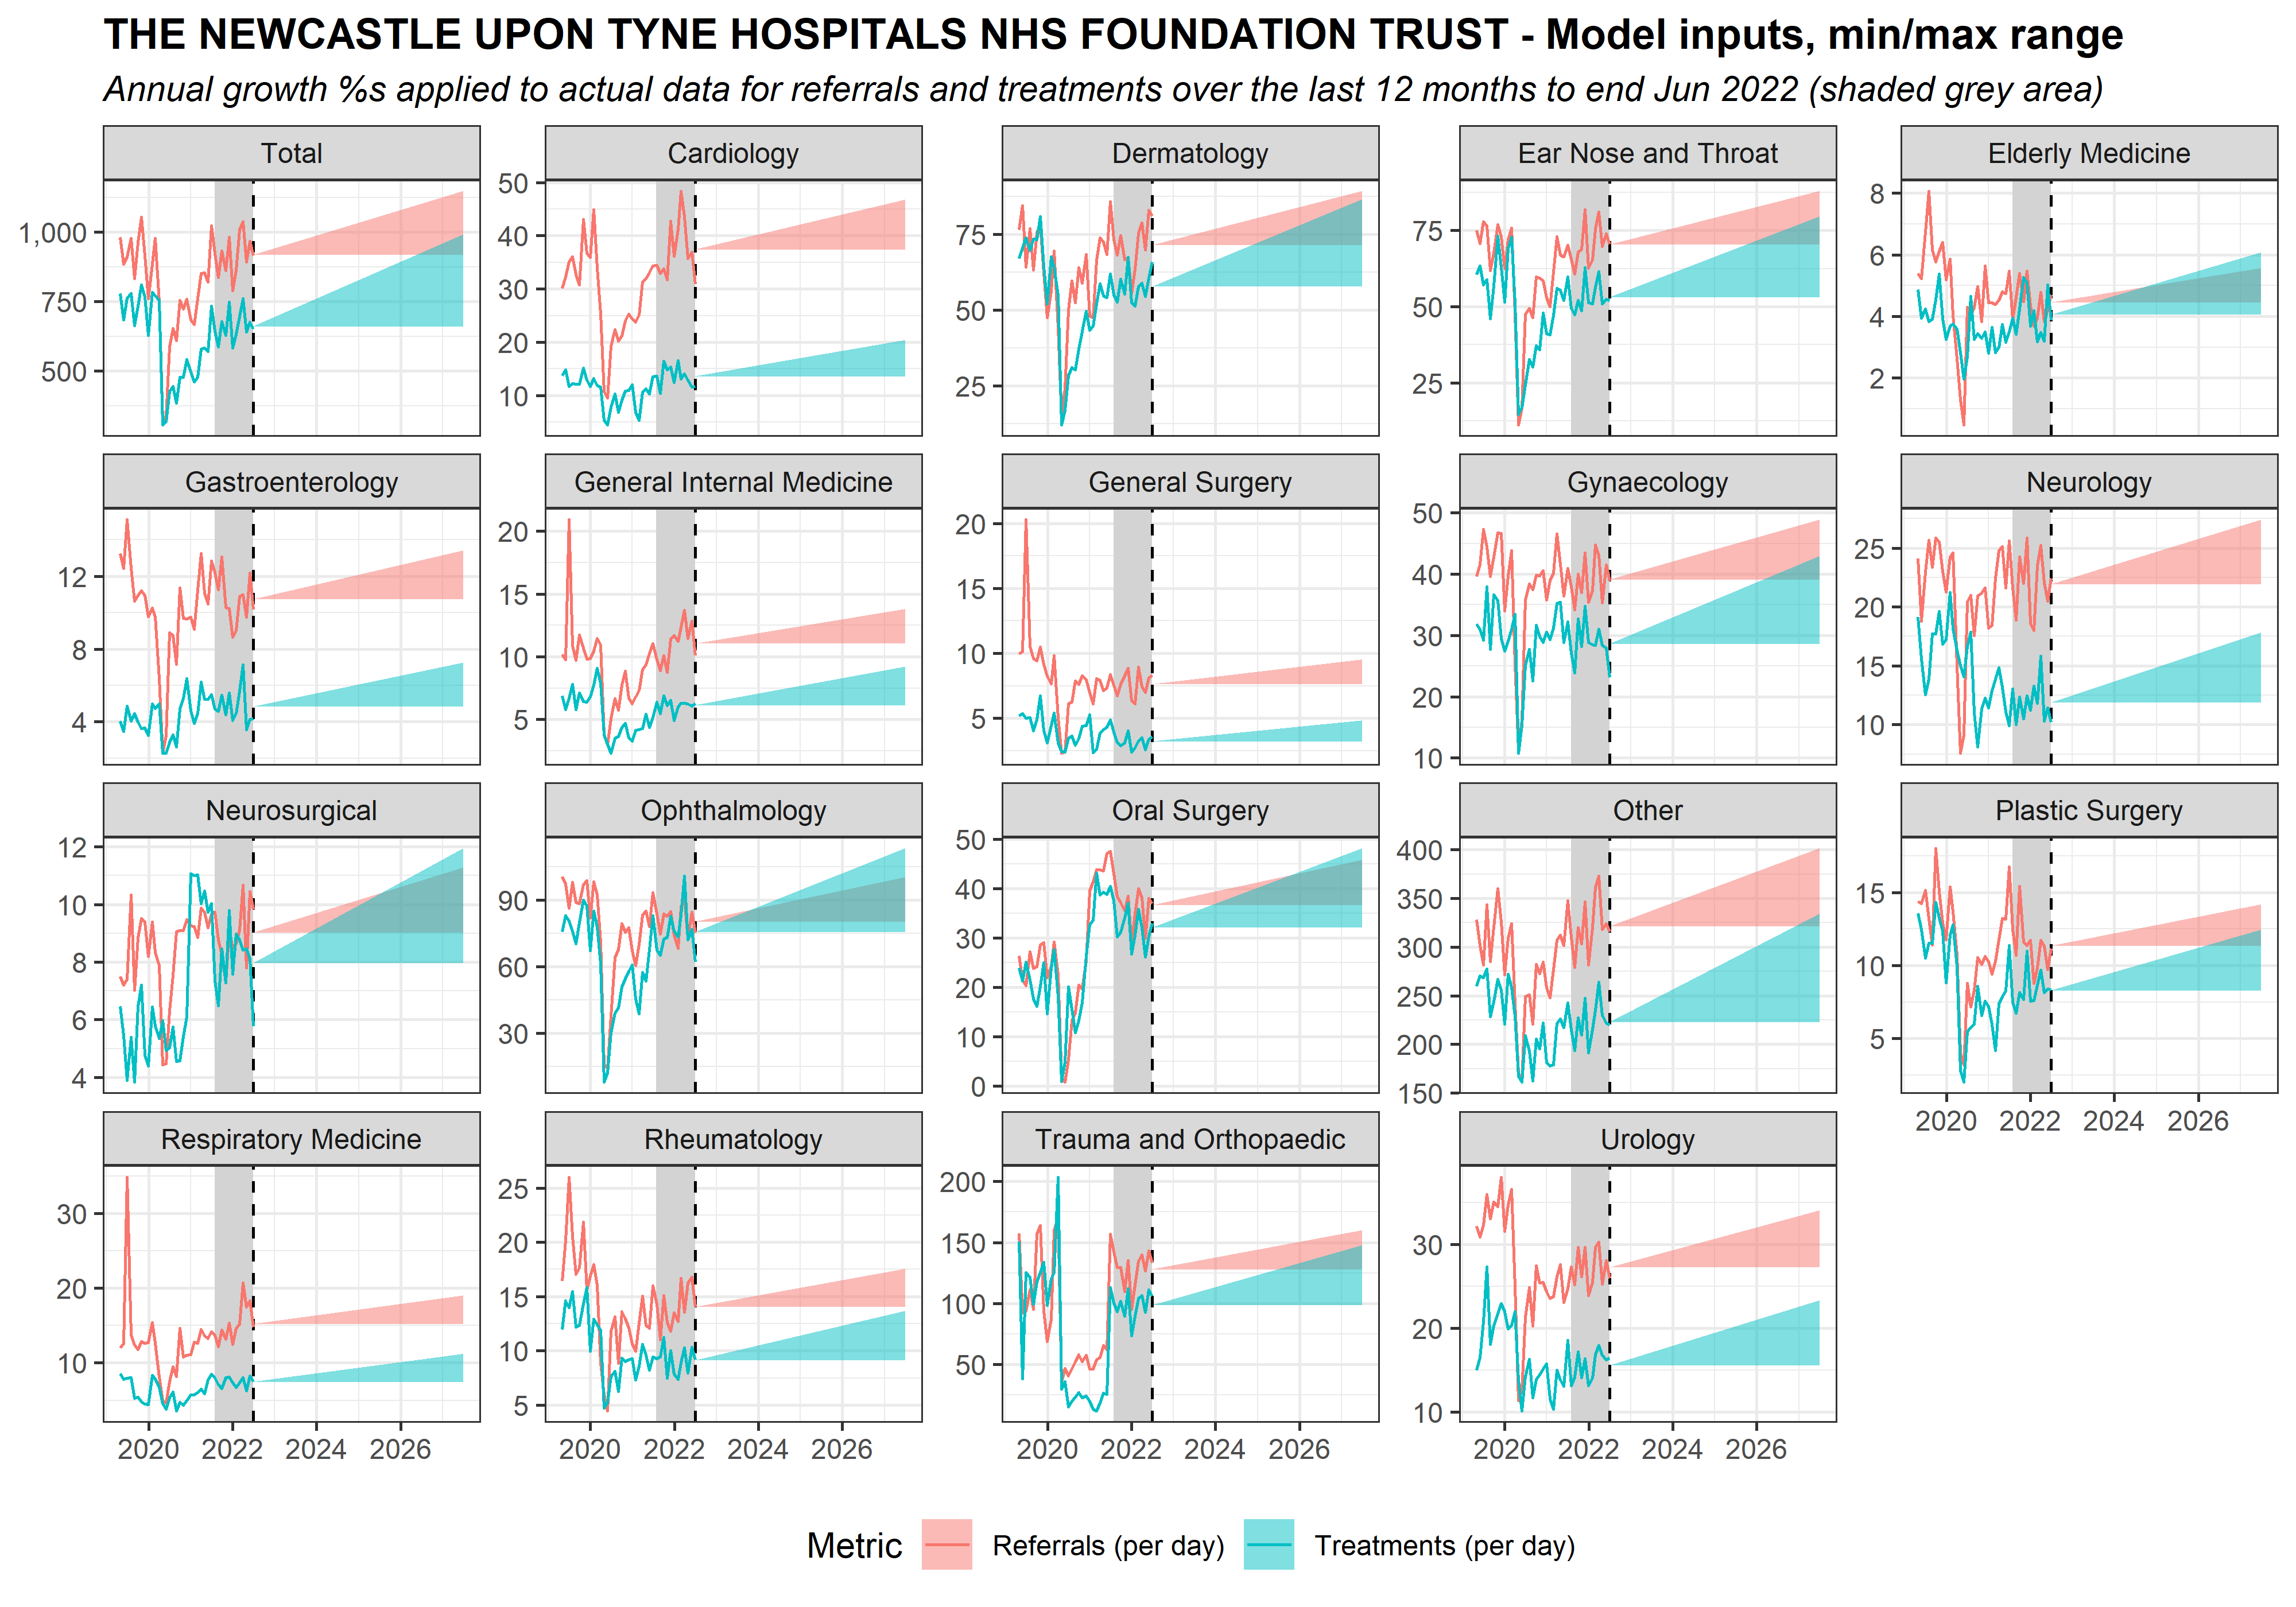 THE NEWCASTLE UPON TYNE HOSPITALS NHS FOUNDATION TRUST - Model inputs, min/max range
Annual growth %s applied to actual data for referrals and treatments over the last 12 months to end Jun 2022 (shaded grey area)
Total
1,000
750
500
Cardiology
50
40
30
20
10
Dermatology
75
50
25
Ear Nose and Throat
75
50
25
Elderly Medicine
8
6
4
2
Gastroenterology
12
8
4
General Internal Medicine
20
15
10
5
General Surgery
20
15
10
5
Gynaecology
50
40
30
20
10
Neurology
25
20
15
10
Neurosurgical
12
10
8
6
4
Ophthalmology
90
60
30
Oral Surgery
50
40
30
20
10
0
Other
400
350
300
250
200
150
Plastic Surgery
15
10
5
2020 2022 2024 2026
Respiratory Medicine
30
20
10
2020 2022 2024 2026
Rheumatology
25
20
15
10
5
2020 2022 2024 2026
Trauma and Orthopaedic
200
150
100
50
2020 2022 2024 2026
Urology
30
20
10
2020 2022 2024 2026
Metric Referrals (per day) Treatments (per day)